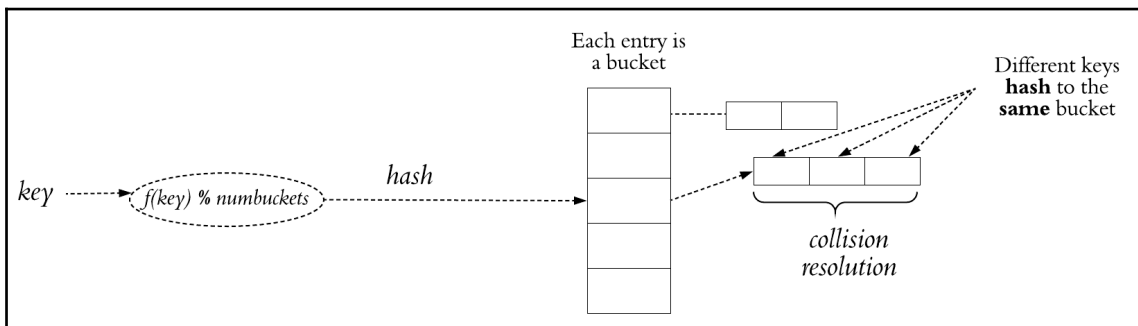 key
f(key) % numbuckets
hash
Each entry is
a bucket
Different keys
hash to the
same bucket
collision
resolution